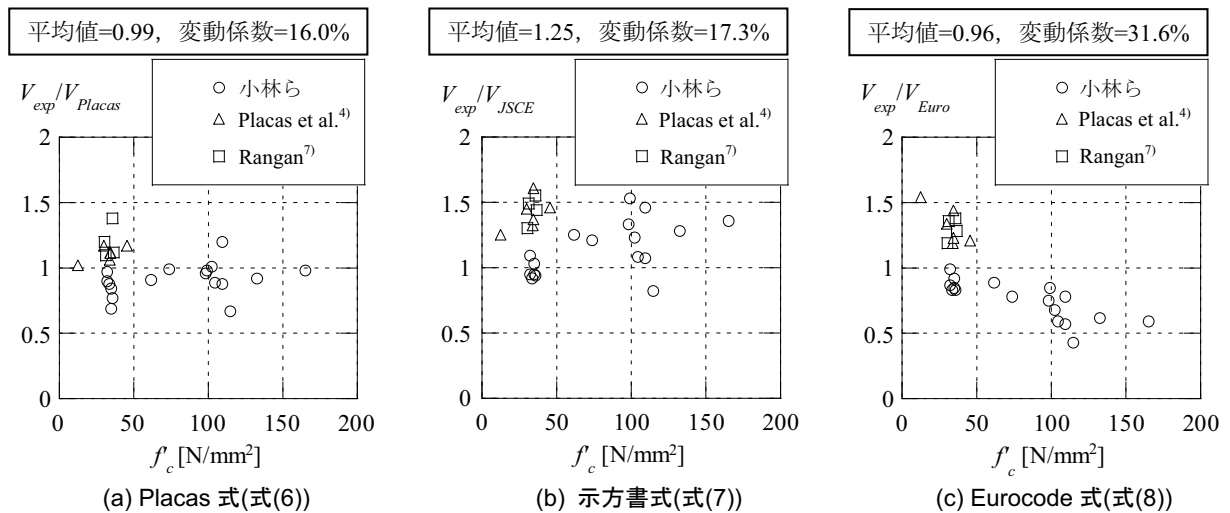 平均値=0.99, 変動係数=16.0%
V_exp/V_Placas
小林ら
Placas et al.4)
Rangan7)
2
1.5
1
0.5
0
0 50 100 150 200
f'c [N/mm2]
(a) Placas 式(式(6))
平均値=1.25, 変動係数=17.3%
V_exp/V_JSCE
小林ら
Placas et al.4)
Rangan7)
2
1.5
1
0.5
0
0 50 100 150 200
f'c [N/mm2]
(b) 示方書式(式(7))
平均値=0.96, 変動係数=31.6%
V_exp/V_Euro
小林ら
Placas et al.4)
Rangan7)
2
1.5
1
0.5
0
0 50 100 150 200
f'c [N/mm2]
(c) Eurocode 式(式(8))